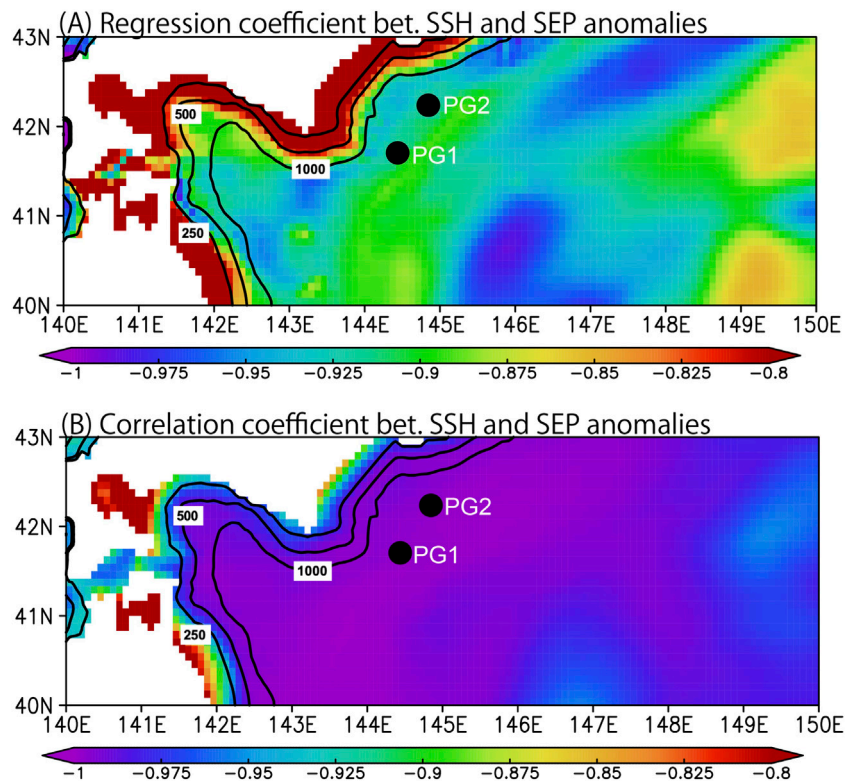 (A) Regression coefficient bet. SSH and SEP anomalies
43N
42N
41N
40N
500
1000
250
PG2
PG1
140E 141E 142E 143E 144E 145E 146E 147E 148E 149E 150E
−1 −0.975 −0.95 −0.925 −0.9 −0.875 −0.85 −0.825 −0.8
(B) Correlation coefficient bet. SSH and SEP anomalies
43N
42N
41N
40N
500
1000
250
PG2
PG1
140E 141E 142E 143E 144E 145E 146E 147E 148E 149E 150E
−1 −0.975 −0.95 −0.925 −0.9 −0.875 −0.85 −0.825 −0.8